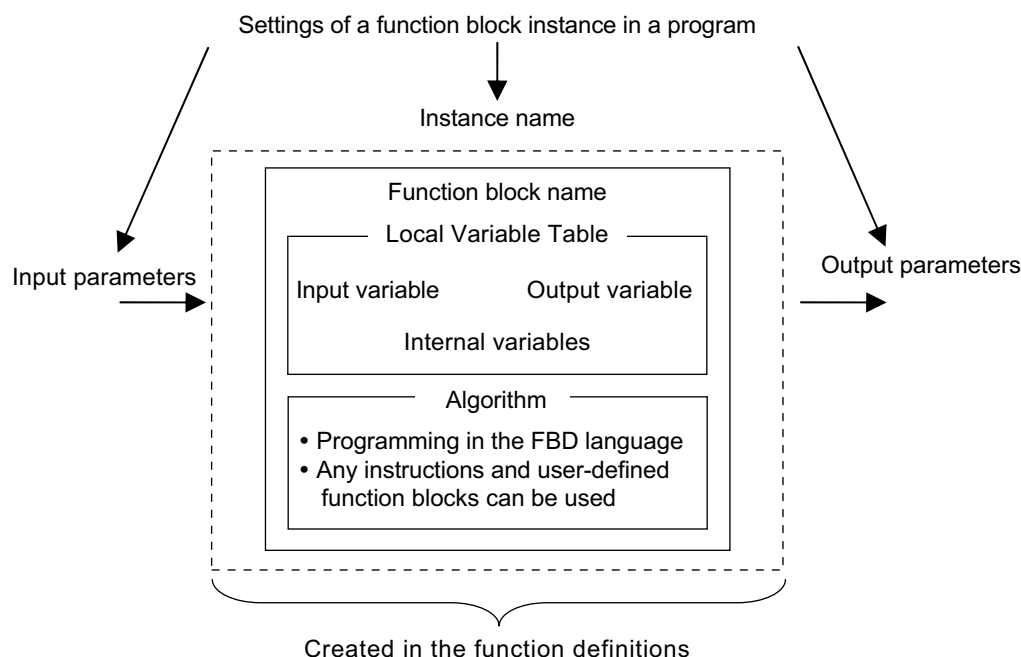 Settings of a function block instance in a program
Instance name
Function block name
Local Variable Table
Input parameters
Output parameters
Input variable
Output variable
Internal variables
Algorithm
• Programming in the FBD language
• Any instructions and user-defined
function blocks can be used
Created in the function definitions